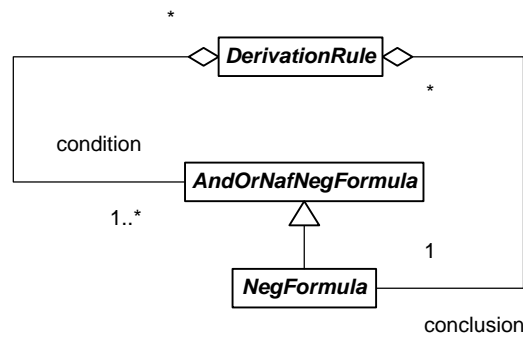 *
DerivationRule
*
condition
AndOrNafNegFormula
1..*
1
NegFormula
conclusion